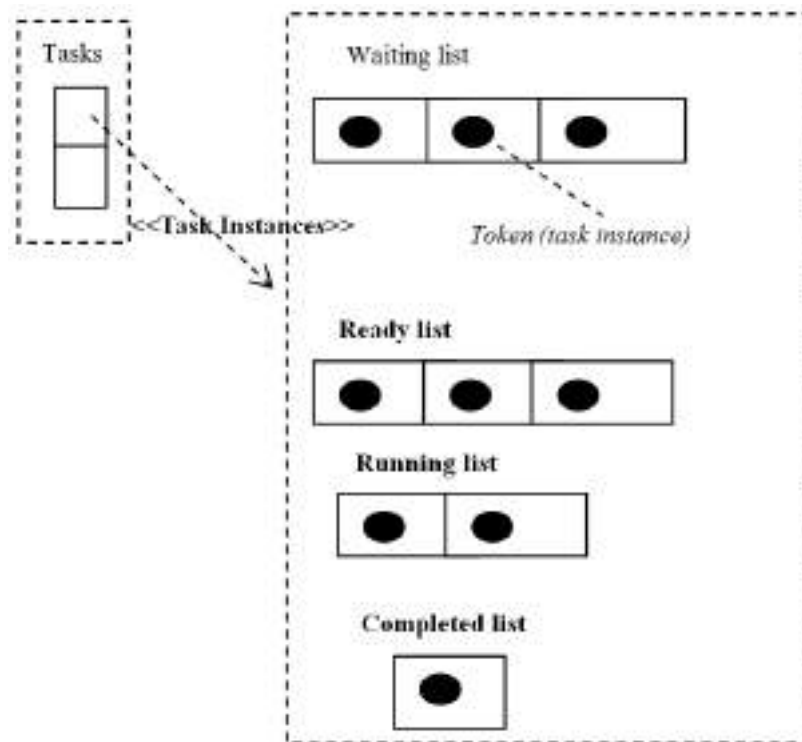 Tasks
Waiting list
<<Task Instances>>
Token (task instance)
Ready list
Running list
Completed list